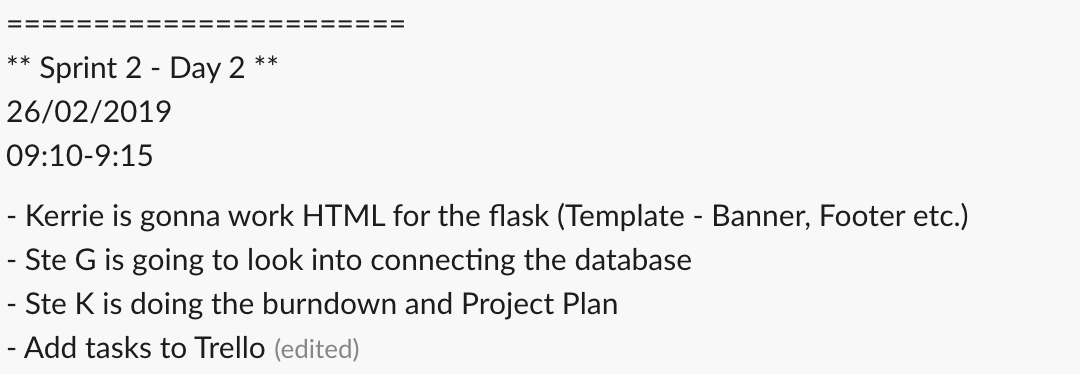 =======================
** Sprint 2 - Day 2 **
26/02/2019
09:10-9:15
- Kerrie is gonna work HTML for the flask (Template - Banner, Footer etc.)
- Ste G is going to look into connecting the database
- Ste K is doing the burndown and Project Plan
- Add tasks to Trello (edited)